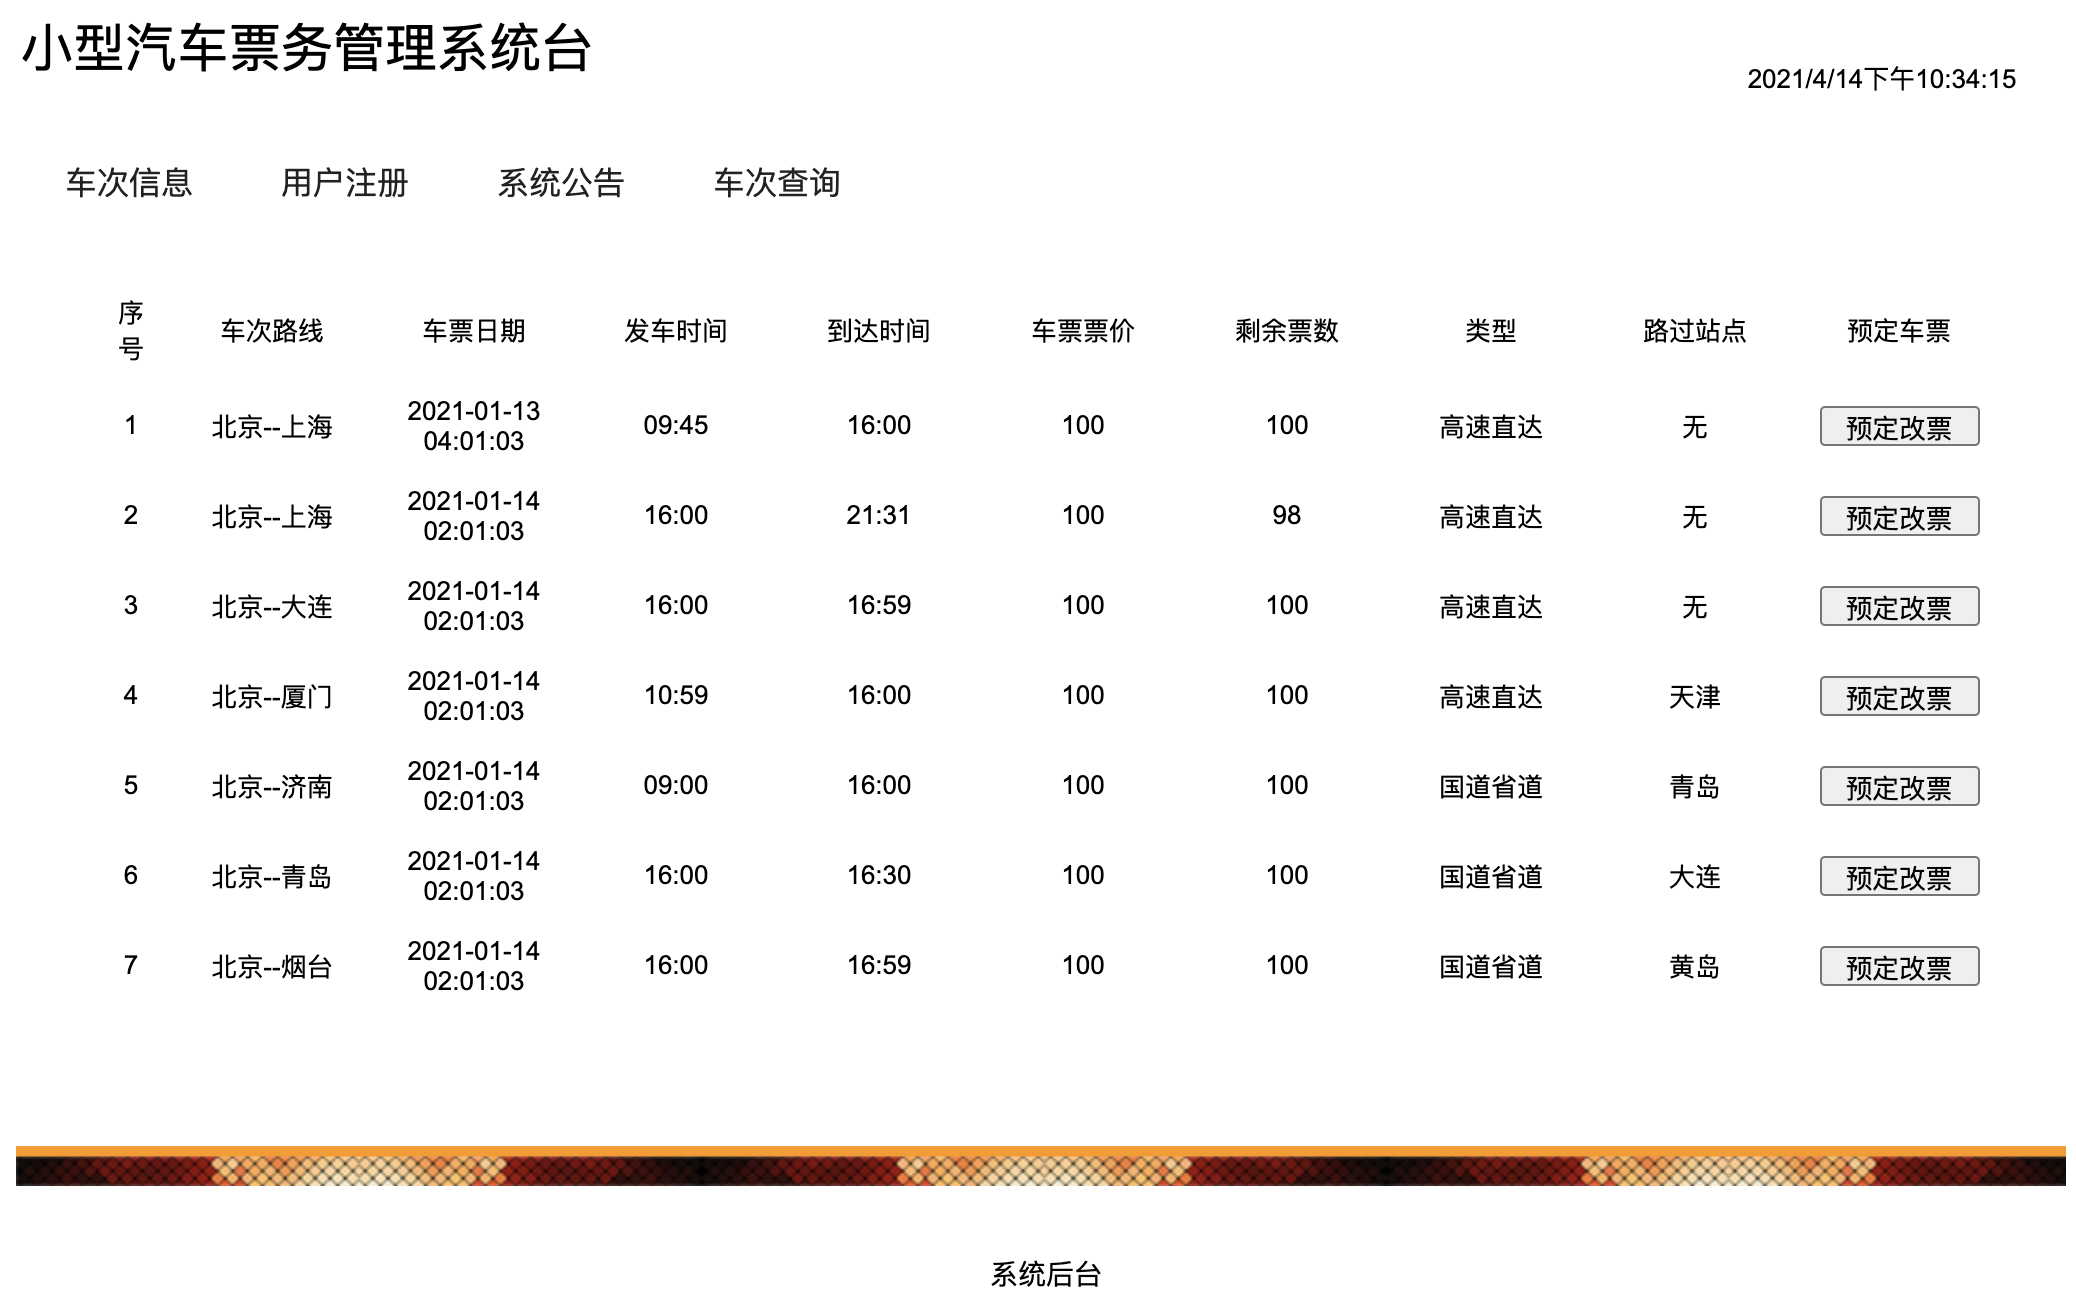 小型汽车票务管理系统台
2021/4/14下午10:34:15
车次信息 用户注册 系统公告 车次查询
序号 车次路线 车票日期 发车时间 到达时间 车票票价 剩余票数 类型 路过站点 预定车票
1 北京--上海 2021-01-13 04:01:03 09:45 16:00 100 100 高速直达 无 预定改票
2 北京--上海 2021-01-14 02:01:03 16:00 21:31 100 98 高速直达 无 预定改票
3 北京--大连 2021-01-14 02:01:03 16:00 16:59 100 100 高速直达 无 预定改票
4 北京--厦门 2021-01-14 02:01:03 10:59 16:00 100 100 高速直达 天津 预定改票
5 北京--济南 2021-01-14 02:01:03 09:00 16:00 100 100 国道省道 青岛 预定改票
6 北京--青岛 2021-01-14 02:01:03 16:00 16:30 100 100 国道省道 大连 预定改票
7 北京--烟台 2021-01-14 02:01:03 16:00 16:59 100 100 国道省道 黄岛 预定改票
系统后台